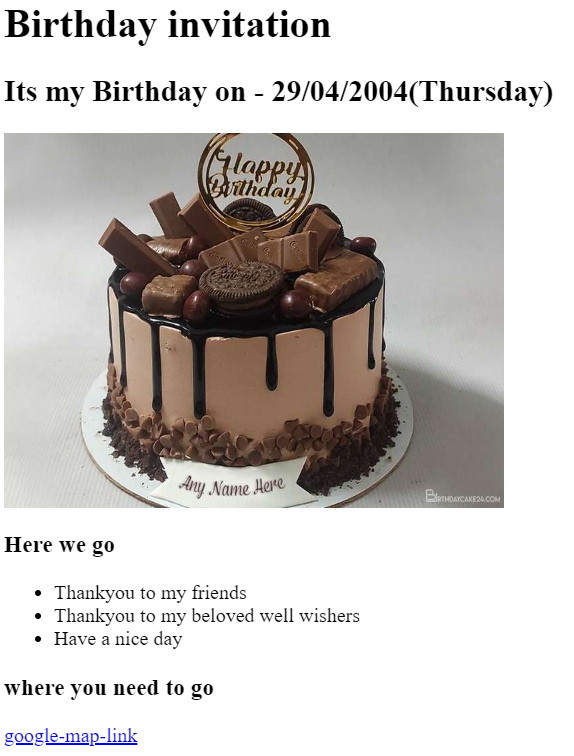 Birthday invitation
Its my Birthday on - 29/04/2004(Thursday)
Happy
Birthday
Any Name Here
BIRTHDAYCAKE24.COM
Here we go
Thankyou to my friends
Thankyou to my beloved well wishers
Have a nice day
where you need to go
google-map-link